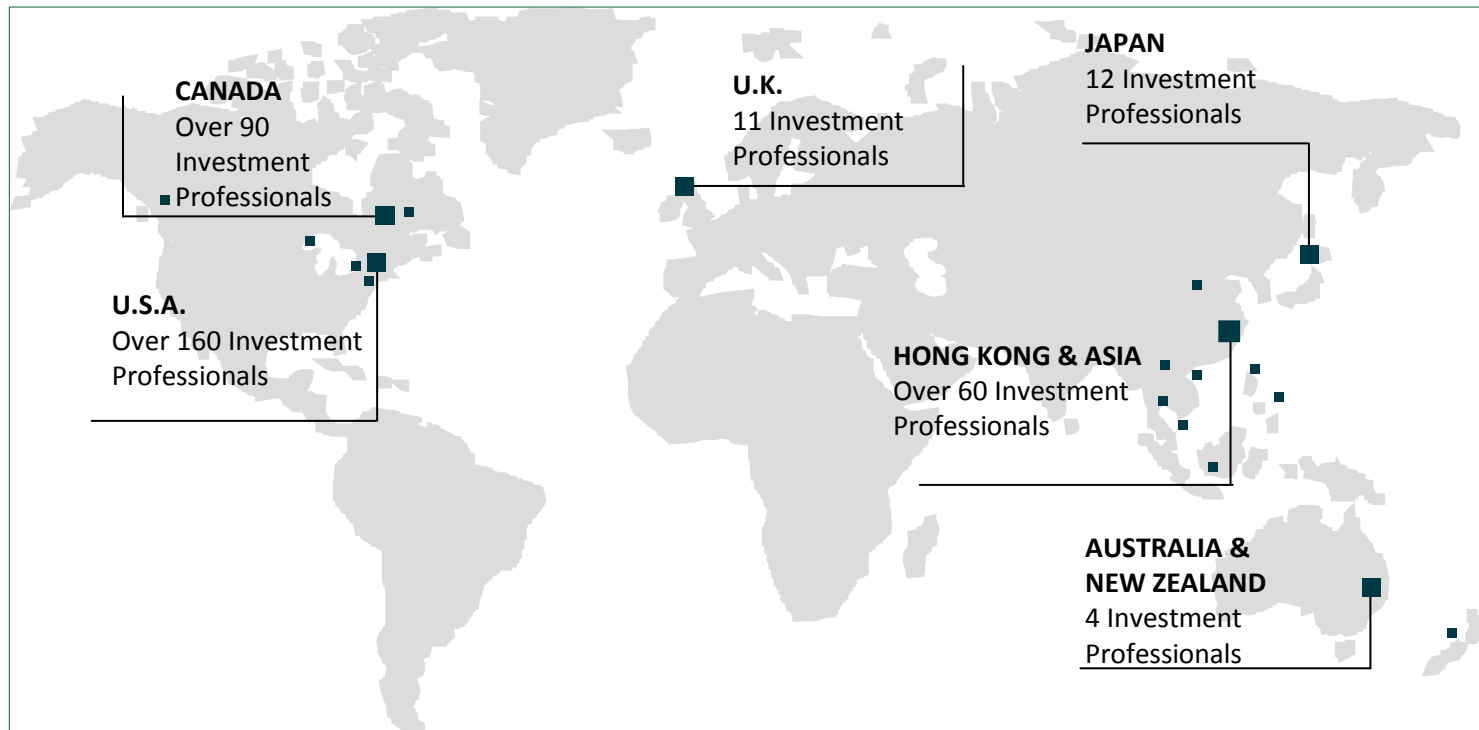 CANADA
Over 90
Investment
Professionals
U.K.
11 Investment
Professionals
JAPAN
12 Investment
Professionals
U.S.A.
Over 160 Investment
Professionals
HONG KONG & ASIA
Over 60 Investment
Professionals
AUSTRALIA &
NEW ZEALAND
4 Investment
Professionals